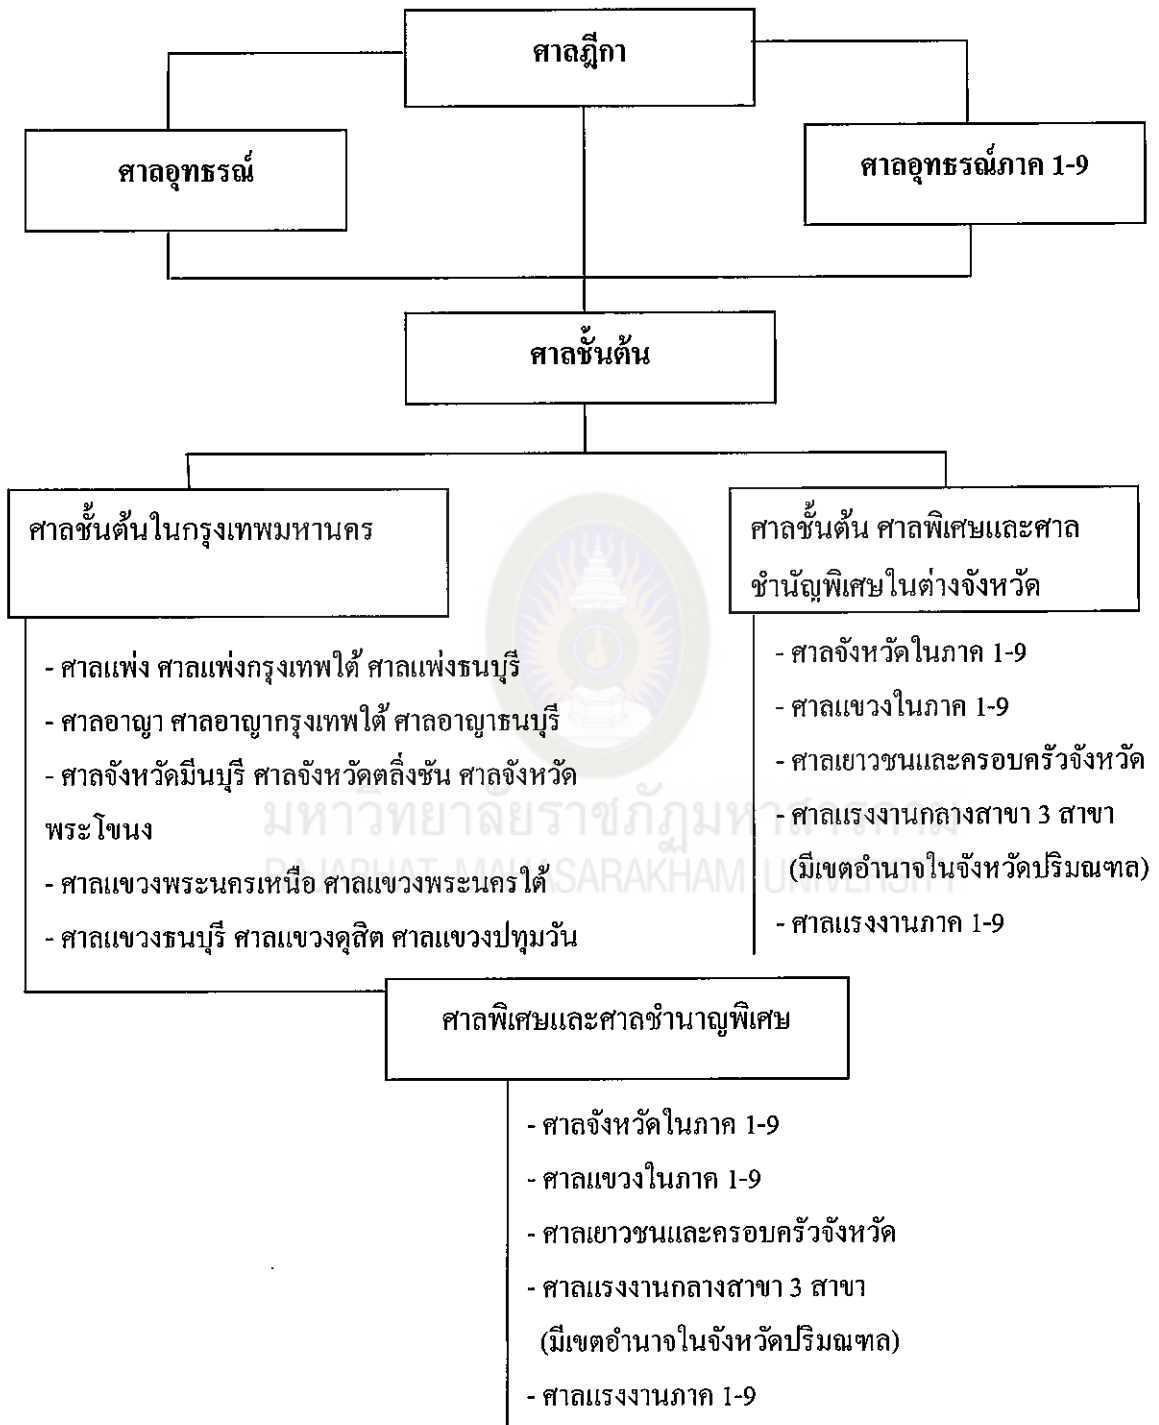 ศาลฎีกา
ศาลอุทธรณ์
ศาลอุทธรณ์ภาค 1-9
ศาลชั้นต้น
ศาลชั้นต้นในกรุงเทพมหานคร
- ศาลแพ่ง ศาลแพ่งกรุงเทพใต้ ศาลแพ่งธนบุรี
- ศาลอาญา ศาลอาญากรุงเทพใต้ ศาลอาญาธนบุรี
- ศาลจังหวัดมีนบุรี ศาลจังหวัดตลิ่งชัน ศาลจังหวัด
พระโขนง
- ศาลแขวงพระนครเหนือ ศาลแขวงพระนครใต้
- ศาลแขวงธนบุรี ศาลแขวงดุสิต ศาลแขวงปทุมวัน
ศาลชั้นต้น ศาลพิเศษและศาล
ชำนัญพิเศษในต่างจังหวัด
- ศาลจังหวัดในภาค 1-9
- ศาลแขวงในภาค 1-9
- ศาลเยาวชนและครอบครัวจังหวัด
- ศาลแรงงานกลางสาขา 3 สาขา
(มีเขตอำนาจในจังหวัดปริมณฑล)
- ศาลแรงงานภาค 1-9
มหาวิทยาลัยราชภัฏมหาสารคาม
RAJABHAT MAHASARAKHAM UNIVERSITY
ศาลพิเศษและศาลชำนาญพิเศษ
- ศาลจังหวัดในภาค 1-9
- ศาลแขวงในภาค 1-9
- ศาลเยาวชนและครอบครัวจังหวัด
- ศาลแรงงานกลางสาขา 3 สาขา
(มีเขตอำนาจในจังหวัดปริมณฑล)
- ศาลแรงงานภาค 1-9